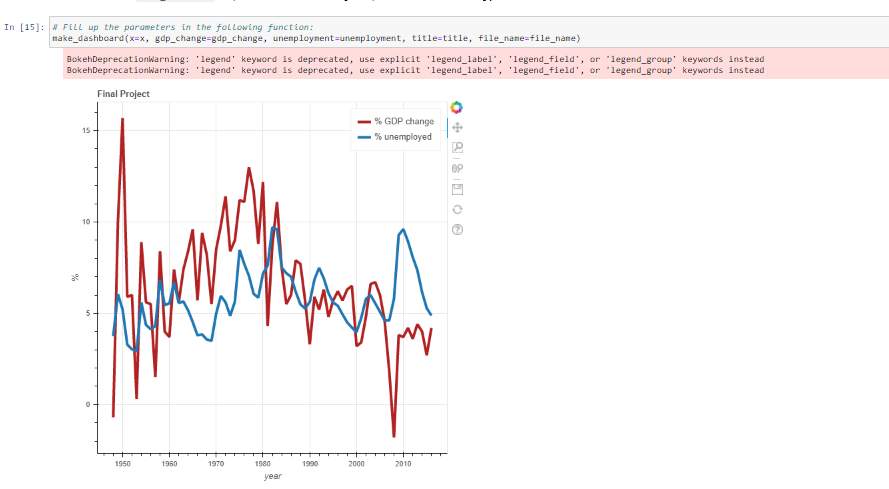 In [15]: # Fill up the parameters in the following function:
make_dashboard(x=x, gdp_change=gdp_change, unemployment=unemployment, title=title, file_name=file_name)
BokehDeprecationWarning: 'legend' keyword is deprecated, use explicit 'legend_label', 'legend_field', or 'legend_group' keywords instead
BokehDeprecationWarning: 'legend' keyword is deprecated, use explicit 'legend_label', 'legend_field', or 'legend_group' keywords instead
Final Project
% GDP change
% unemployed
15
10
%
5
0
1950 1960 1970 1980 1990 2000 2010
year